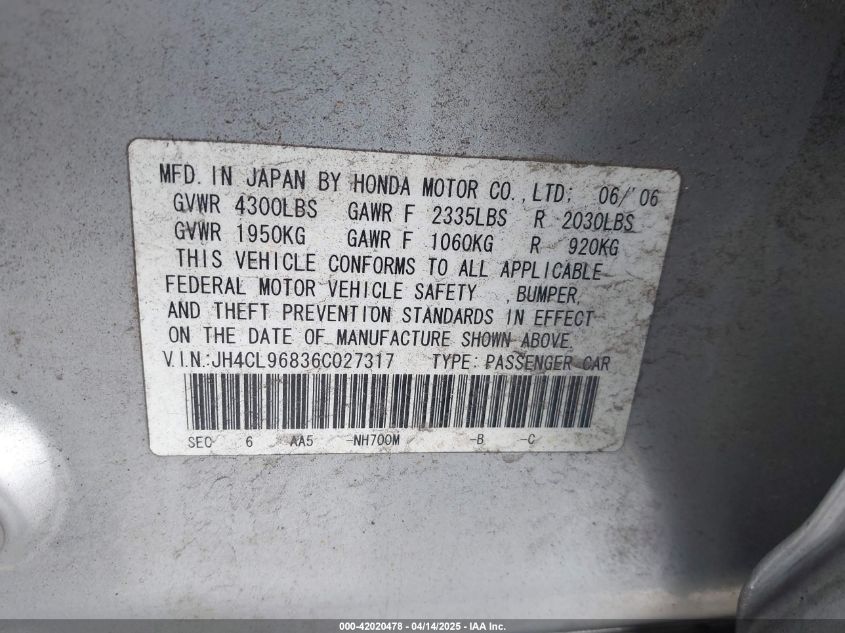 MFD. IN JAPAN BY HONDA MOTOR CO., LTD; 06/'06
GVWR 4300LBS GAWR F 2335LBS R 2030LBS
GVWR 1950KG GAWR F 1060KG R 920KG
THIS VEHICLE CONFORMS TO ALL APPLICABLE
FEDERAL MOTOR VEHICLE SAFETY , BUMPER,
AND THEFT PREVENTION STANDARDS IN EFFECT
ON THE DATE OF MANUFACTURE SHOWN ABOVE.
V.I.N.:JH4CL96836C027317 TYPE: PASSENGER CAR
SEC 6 AA5 -NH700M -B -C
000-42020478 - 04/14/2025 - IAA Inc.